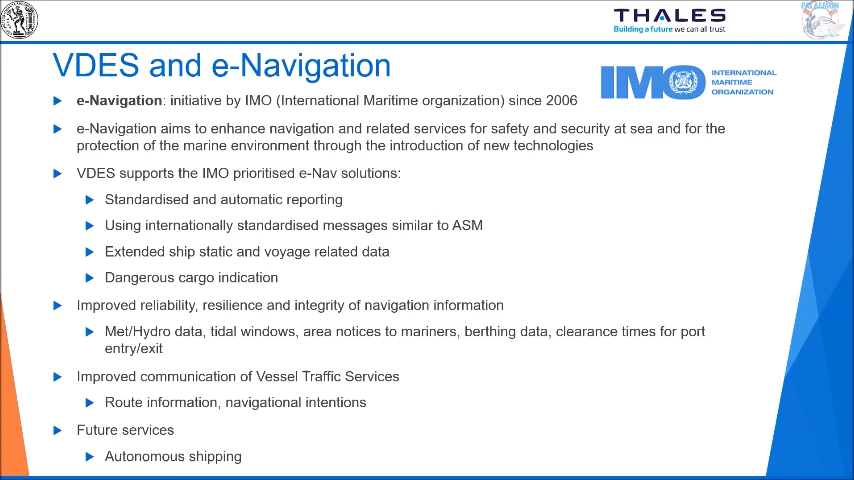 THALES
Building a future we can all trust
PALAEMON
VDES and e-Navigation
IMO
INTERNATIONAL
MARITIME
ORGANIZATION
e-Navigation: initiative by IMO (International Maritime organization) since 2006
e-Navigation aims to enhance navigation and related services for safety and security at sea and for the
protection of the marine environment through the introduction of new technologies
VDES supports the IMO prioritised e-Nav solutions:
Standardised and automatic reporting
Using internationally standardised messages similar to ASM
Extended ship static and voyage related data
Dangerous cargo indication
Improved reliability, resilience and integrity of navigation information
Met/Hydro data, tidal windows, area notices to mariners, berthing data, clearance times for port
entry/exit
Improved communication of Vessel Traffic Services
Route information, navigational intentions
Future services
Autonomous shipping